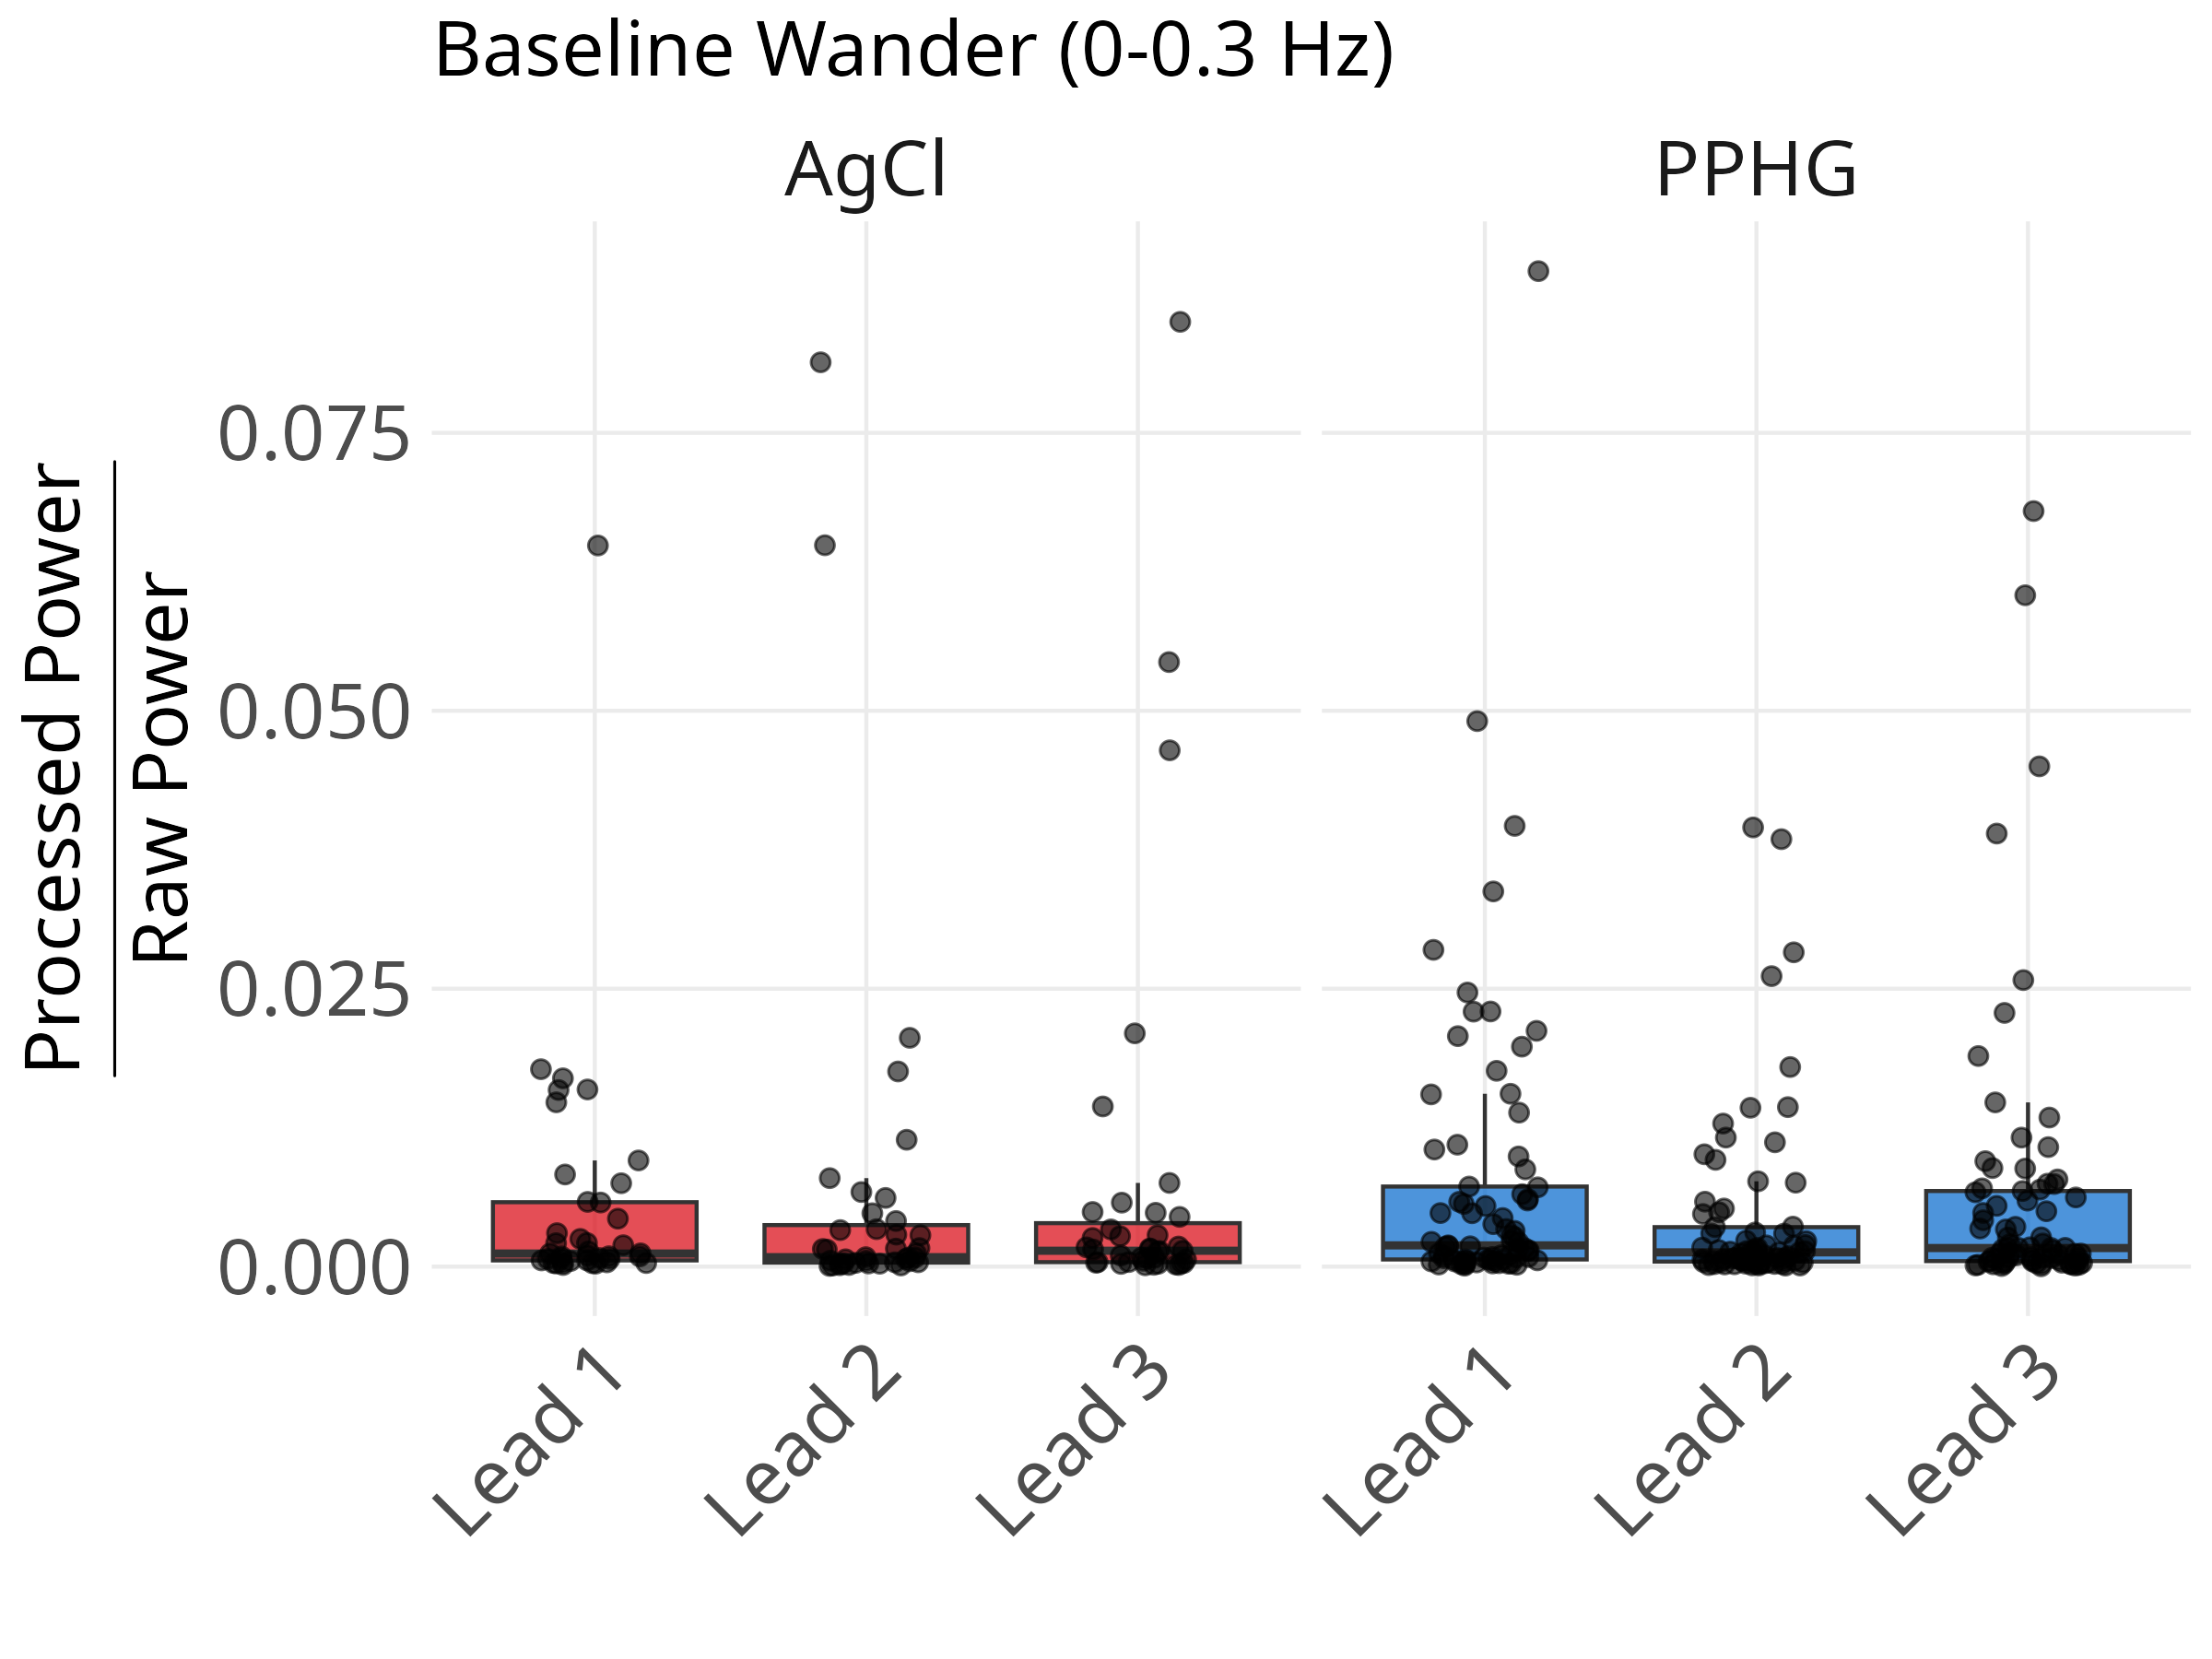 Baseline Wander (0-0.3 Hz)
AgCl
PPHG
Processed Power
Raw Power
0.075
0.050
0.025
0.000
Lead 1
Lead 2
Lead 3
Lead 1
Lead 2
Lead 3